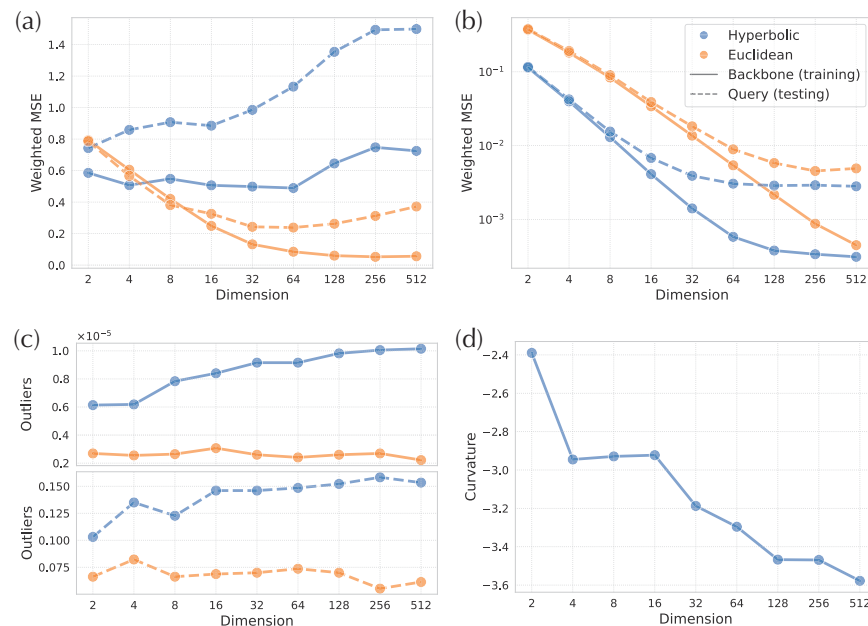 (a)
Weighted MSE
1.4
1.2
1.0
0.8
0.6
0.4
0.2
0.0
2 4 8 16 32 64 128 256 512
Dimension
(b)
Weighted MSE
10⁻¹
10⁻²
10⁻³
Hyperbolic
Euclidean
Backbone (training)
Query (testing)
2 4 8 16 32 64 128 256 512
Dimension
(c)
×10⁻⁵
Outliers
1.0
0.8
0.6
0.4
0.2
Outliers
0.150
0.125
0.100
0.075
2 4 8 16 32 64 128 256 512
Dimension
(d)
Curvature
−2.4
−2.6
−2.8
−3.0
−3.2
−3.4
−3.6
2 4 8 16 32 64 128 256 512
Dimension